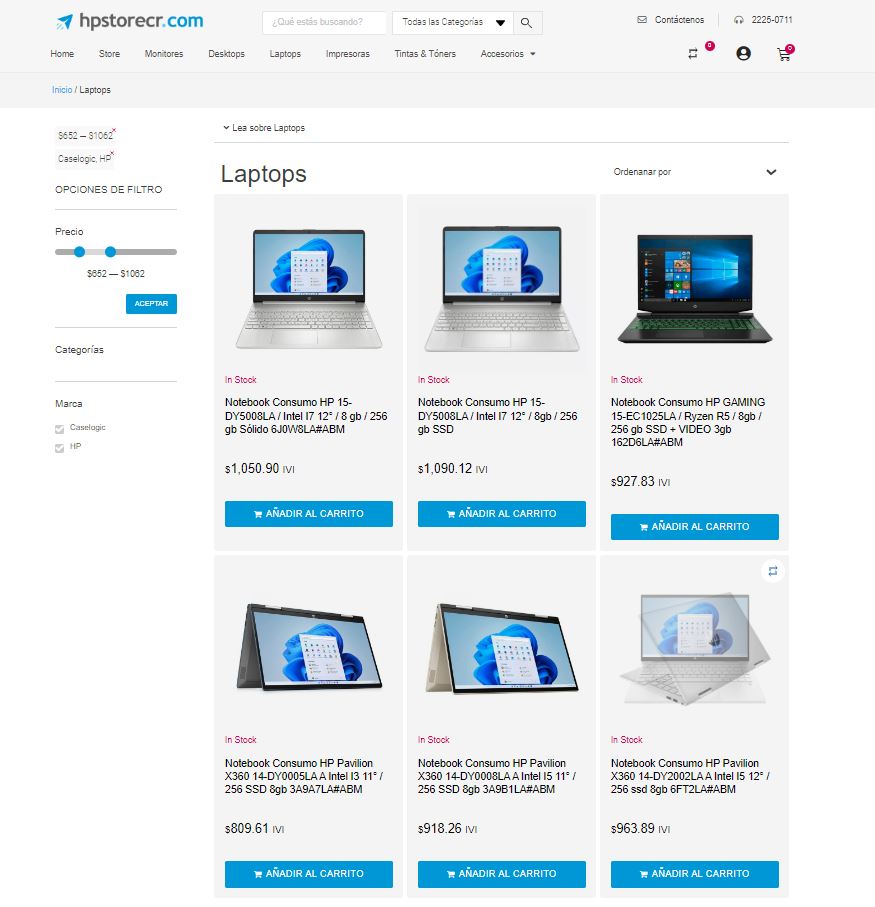 hpstorecr.com
¿Qué estás buscando?
Todas las Categorías
Contáctenos
2225-0711
Home
Store
Monitores
Desktops
Laptops
Impresoras
Tintas & Tóners
Accesorios
0
0
Inicio / Laptops
$652 — $1062
Caselogic, HP
OPCIONES DE FILTRO
Precio
$652 — $1062
ACEPTAR
Categorías
Marca
Caselogic
HP
Lea sobre Laptops
Laptops
Ordenanar por
In Stock
Notebook Consumo HP 15-
DY5008LA / Intel I7 12° / 8 gb / 256
gb Sólido 6J0W8LA#ABM
$1,050.90 IVI
AÑADIR AL CARRITO
In Stock
Notebook Consumo HP 15-
DY5008LA / Intel I7 12° / 8gb / 256
gb SSD
$1,090.12 IVI
AÑADIR AL CARRITO
In Stock
Notebook Consumo HP GAMING
15-EC1025LA / Ryzen R5 / 8gb /
256 gb SSD + VIDEO 3gb
162D6LA#ABM
$927.83 IVI
AÑADIR AL CARRITO
In Stock
Notebook Consumo HP Pavilion
X360 14-DY0005LA A Intel I3 11° /
256 SSD 8gb 3A9A7LA#ABM
$809.61 IVI
AÑADIR AL CARRITO
In Stock
Notebook Consumo HP Pavilion
X360 14-DY0008LA A Intel I5 11° /
256 SSD 8gb 3A9B1LA#ABM
$918.26 IVI
AÑADIR AL CARRITO
In Stock
Notebook Consumo HP Pavilion
X360 14-DY2002LA A Intel I5 12° /
256 ssd 8gb 6FT2LA#ABM
$963.89 IVI
AÑADIR AL CARRITO